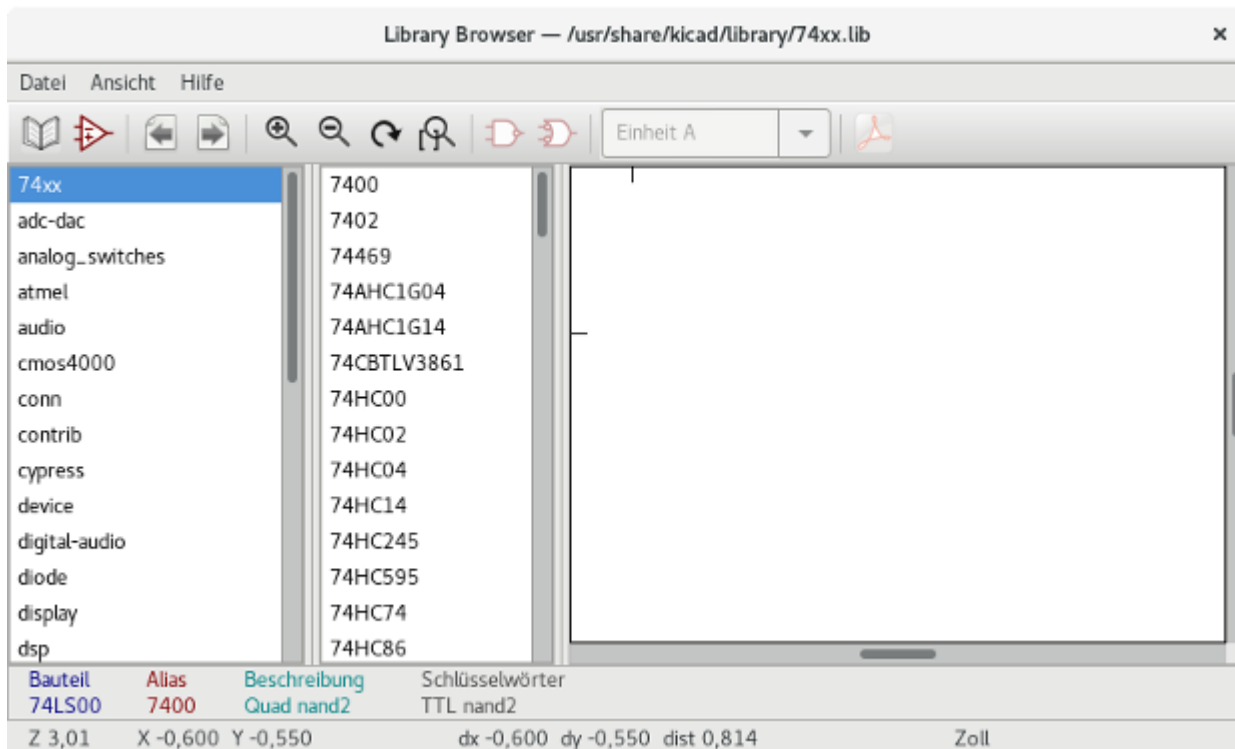 Library Browser — /usr/share/kicad/library/74xx.lib
Datei Ansicht Hilfe
Einheit A
74xx
adc-dac
analog_switches
atmel
audio
cmos4000
conn
contrib
cypress
device
digital-audio
diode
display
dsp
7400
7402
74469
74AHC1G04
74AHC1G14
74CBTLV3861
74HC00
74HC02
74HC04
74HC14
74HC245
74HC595
74HC74
74HC86
Bauteil Alias Beschreibung Schlüsselwörter
74LS00 7400 Quad nand2 TTL nand2
Z 3,01 X -0,600 Y -0,550 dx -0,600 dy -0,550 dist 0,814 Zoll